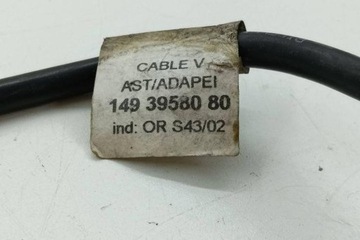 CABLE V
AST/ADAPEI
149 39580 80
ind: OR S43/02